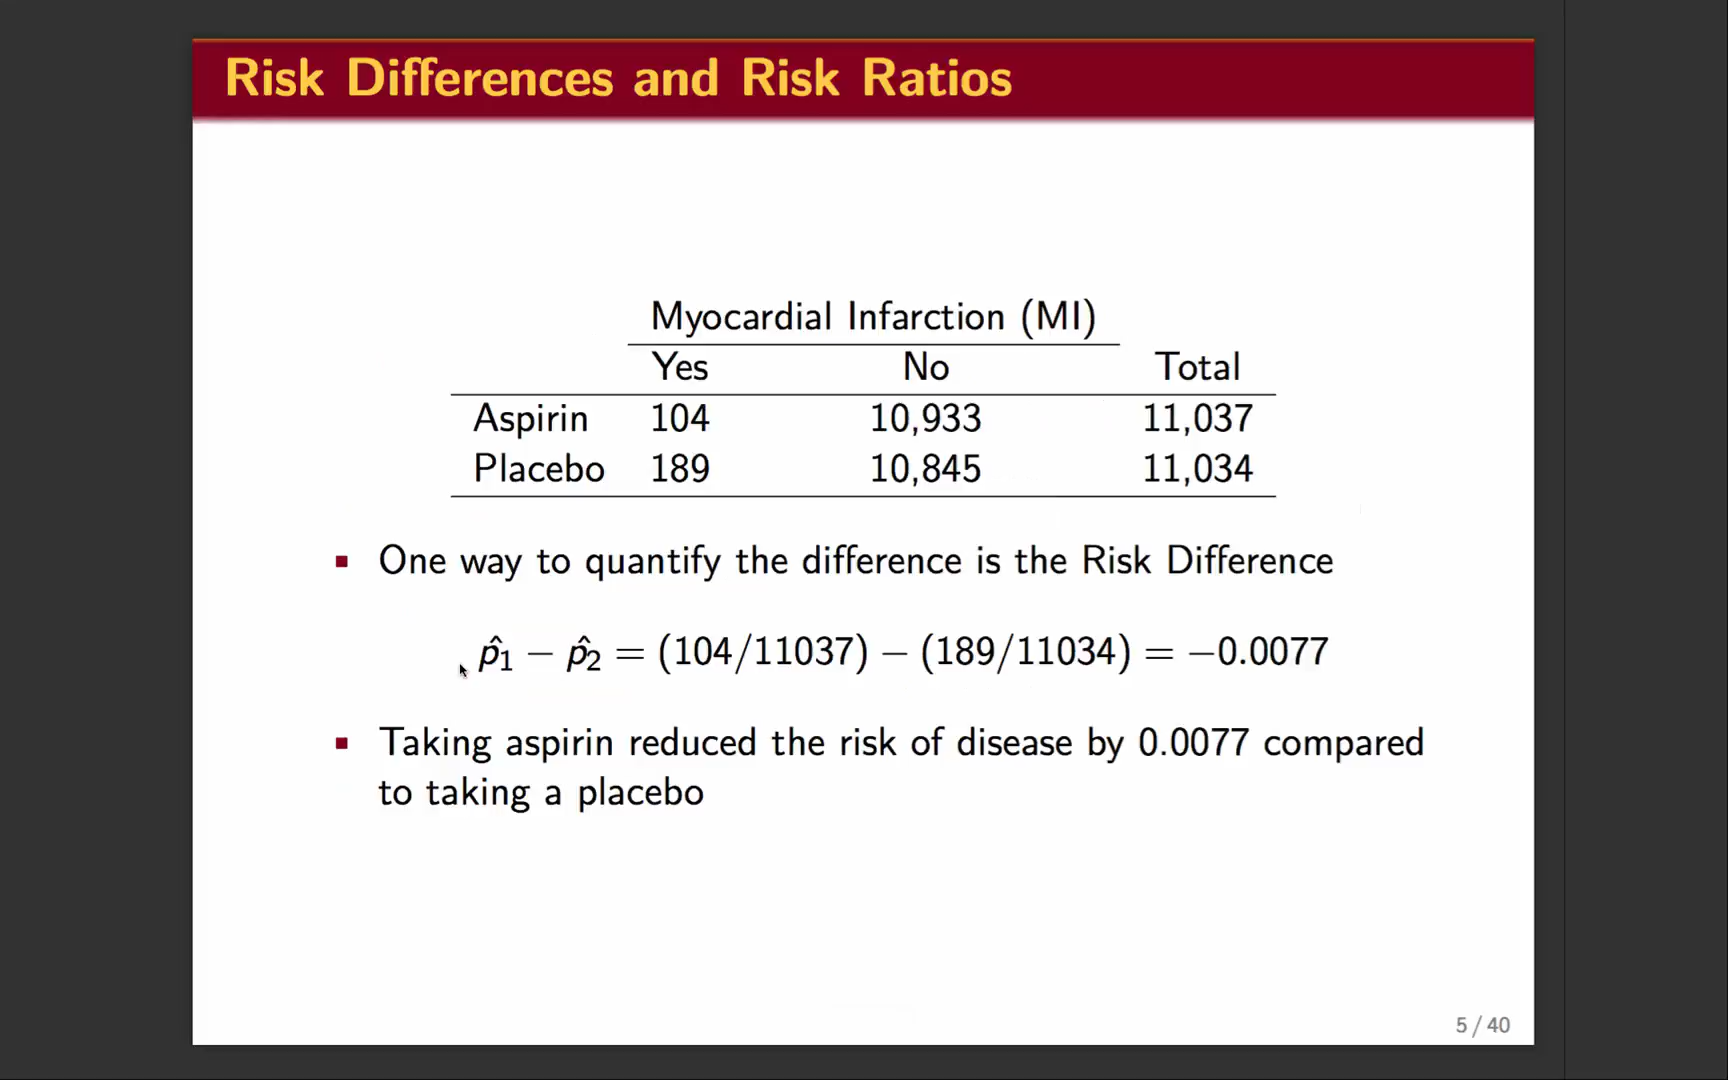 Risk Differences and Risk Ratios
Myocardial Infarction (MI)
Yes No Total
Aspirin 104 10,933 11,037
Placebo 189 10,845 11,034
▪ One way to quantify the difference is the Risk Difference
p̂₁ − p̂₂ = (104/11037) − (189/11034) = −0.0077
▪ Taking aspirin reduced the risk of disease by 0.0077 compared
to taking a placebo
5 / 40